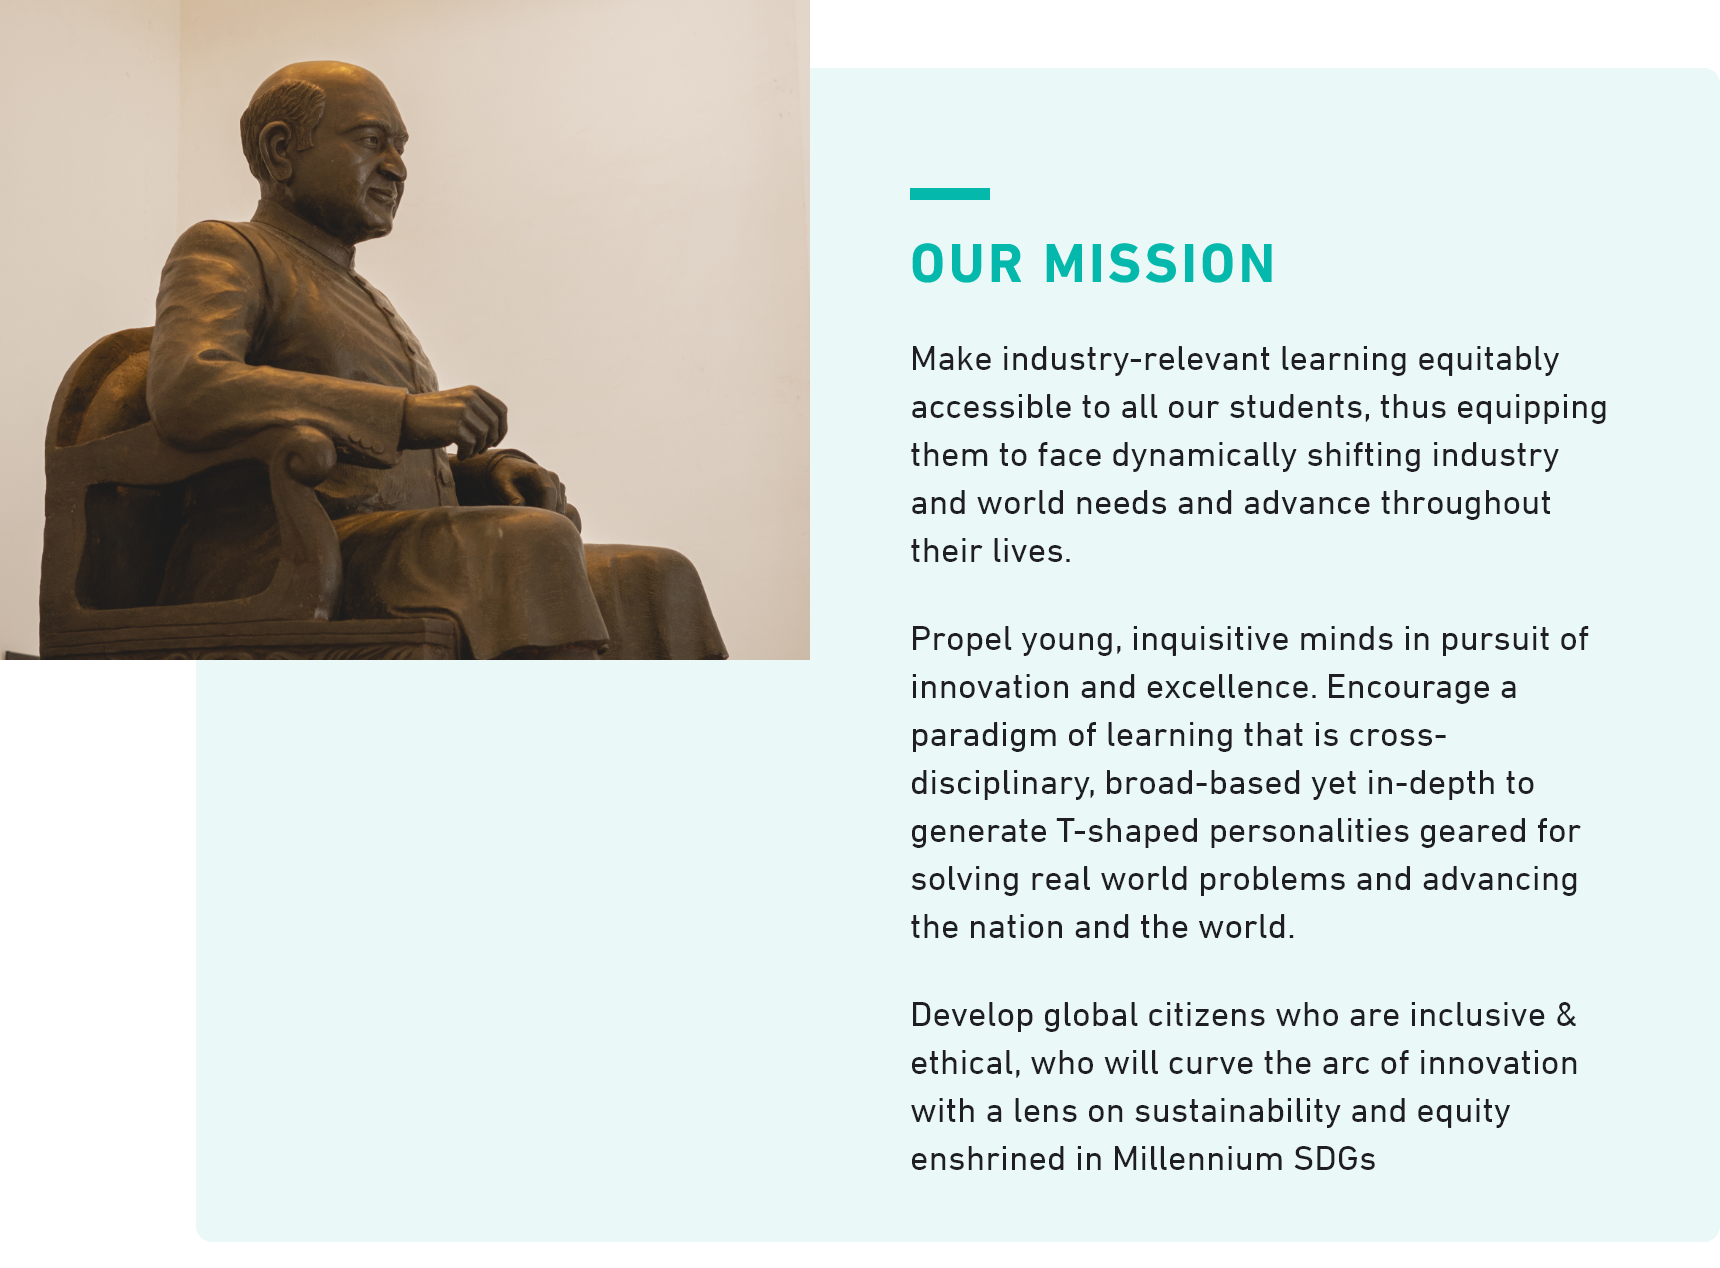 OUR MISSION
Make industry-relevant learning equitably
accessible to all our students, thus equipping
them to face dynamically shifting industry
and world needs and advance throughout
their lives.
Propel young, inquisitive minds in pursuit of
innovation and excellence. Encourage a
paradigm of learning that is cross-
disciplinary, broad-based yet in-depth to
generate T-shaped personalities geared for
solving real world problems and advancing
the nation and the world.
Develop global citizens who are inclusive &
ethical, who will curve the arc of innovation
with a lens on sustainability and equity
enshrined in Millennium SDGs